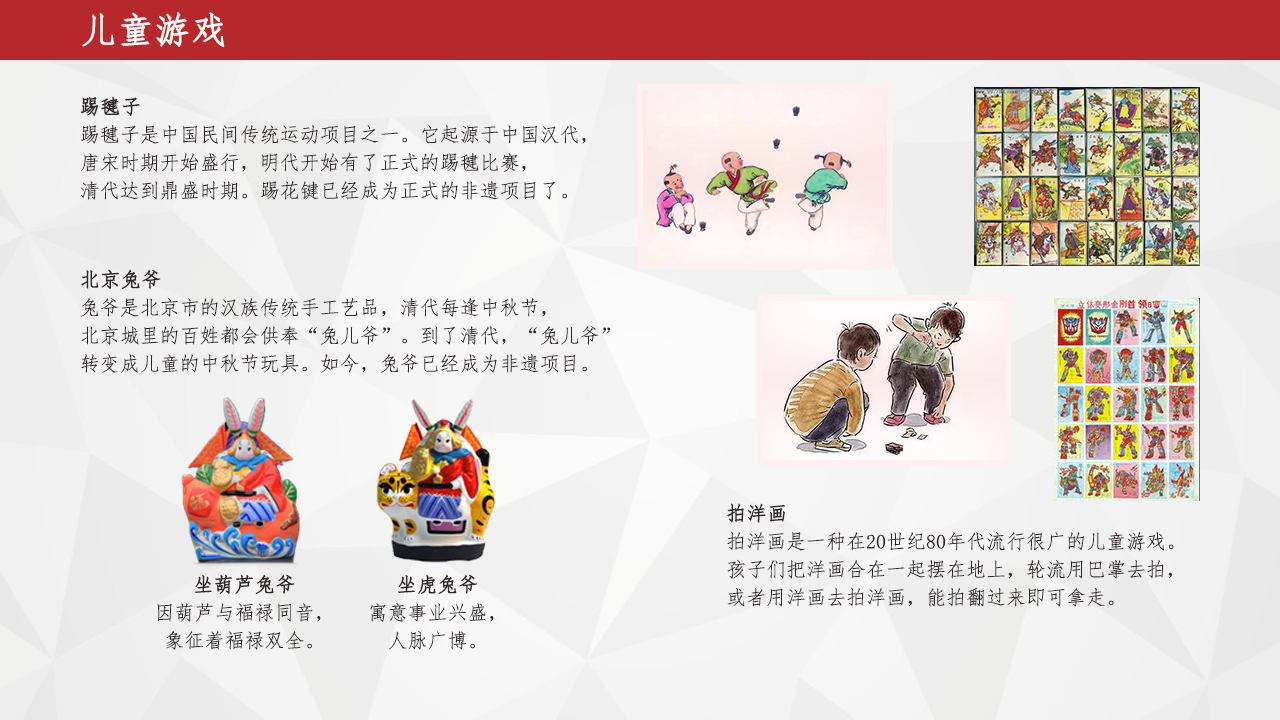 儿童游戏
踢毽子
踢毽子是中国民间传统运动项目之一。它起源于中国汉代，
唐宋时期开始盛行，明代开始有了正式的踢毽比赛，
清代达到鼎盛时期。踢花键已经成为正式的非遗项目了。
北京兔爷
兔爷是北京市的汉族传统手工艺品，清代每逢中秋节，
北京城里的百姓都会供奉“兔儿爷”。到了清代，“兔儿爷”
转变成儿童的中秋节玩具。如今，兔爷已经成为非遗项目。
坐葫芦兔爷
因葫芦与福禄同音，
象征着福禄双全。
坐虎兔爷
寓意事业兴盛，
人脉广博。
立体变形金刚首领
拍洋画
拍洋画是一种在20世纪80年代流行很广的儿童游戏。
孩子们把洋画合在一起摆在地上，轮流用巴掌去拍，
或者用洋画去拍洋画，能拍翻过来即可拿走。